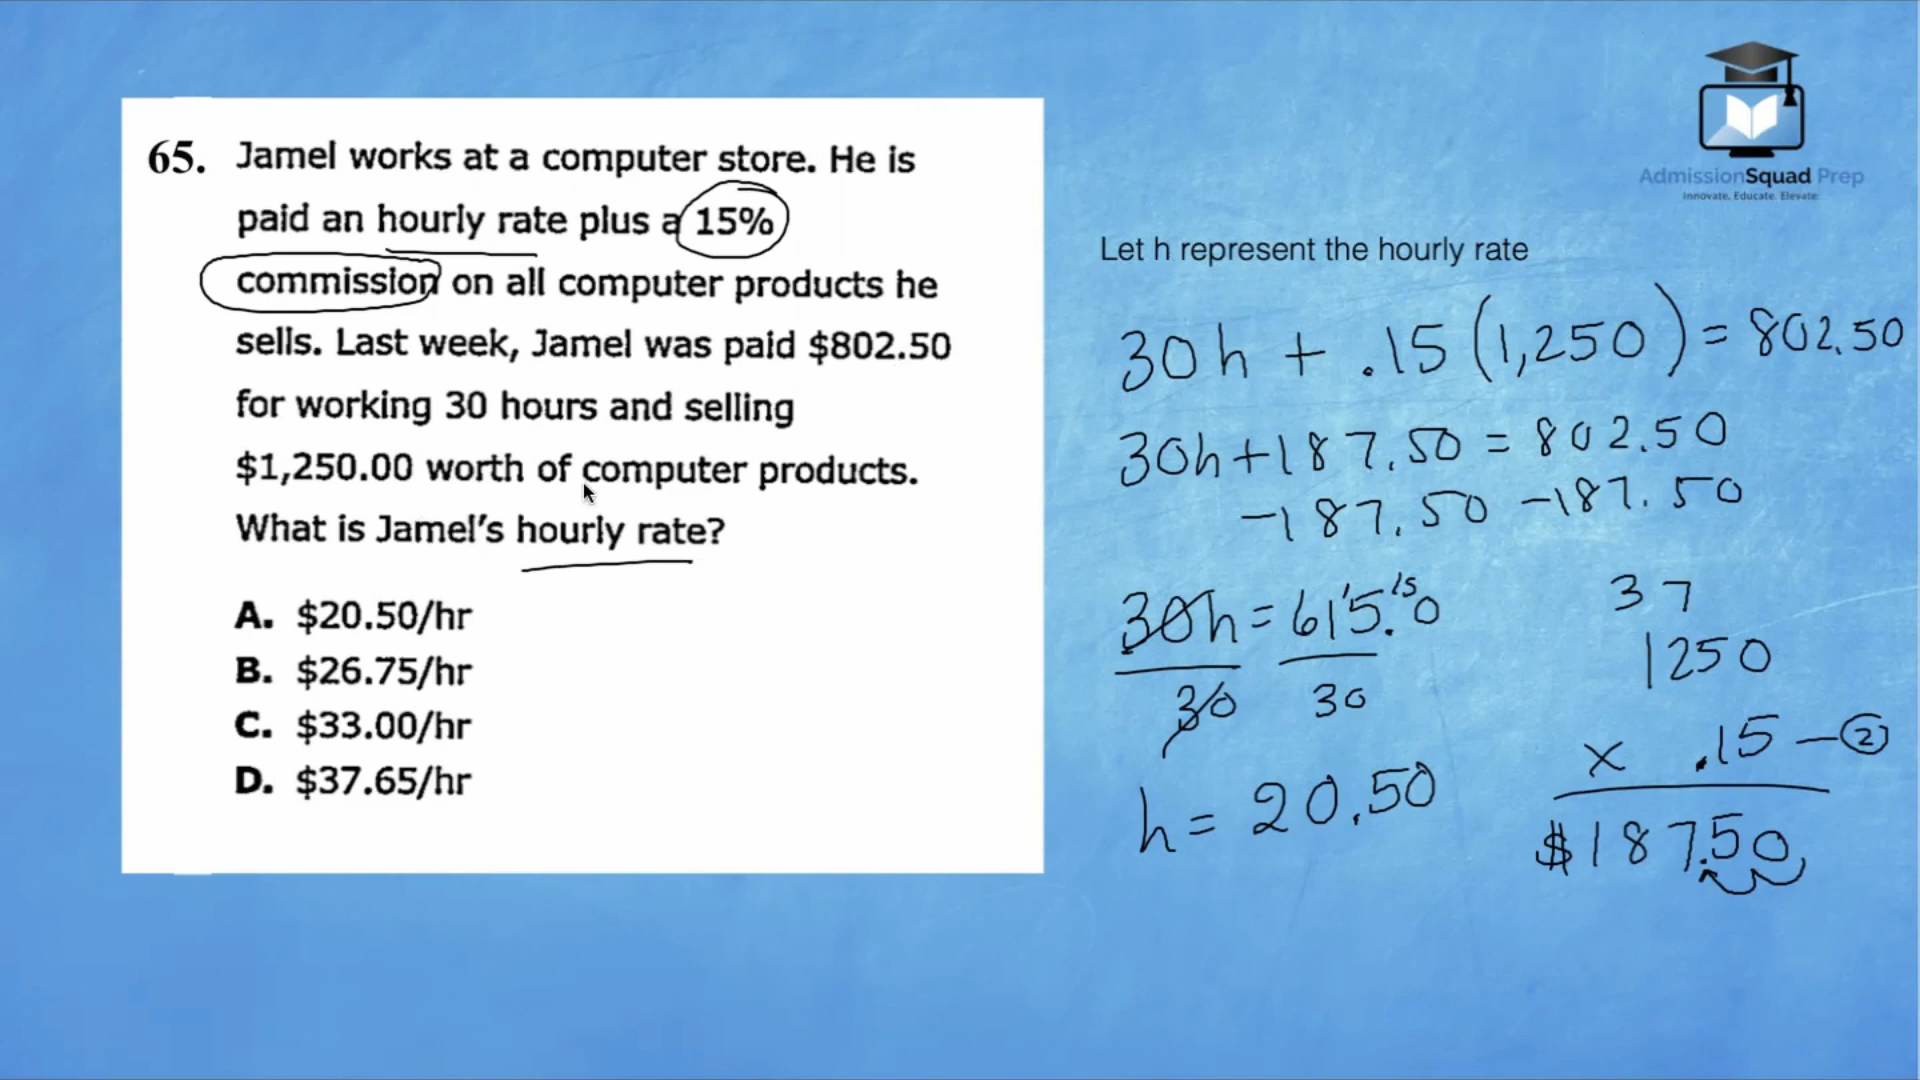 65. Jamel works at a computer store. He is
paid an hourly rate plus a 15%
commission on all computer products he
sells. Last week, Jamel was paid $802.50
for working 30 hours and selling
$1,250.00 worth of computer products.
What is Jamel's hourly rate?
A. $20.50/hr
B. $26.75/hr
C. $33.00/hr
D. $37.65/hr
AdmissionSquad Prep
Innovate. Educate. Elevate.
Let h represent the hourly rate
30h + .15(1,250) = 802.50
30h+187.50 = 802.50
-187.50 -187.50
30h = 615.0
15
30 30
h = 20.50
37
1250
x .15 - 2
$187.50